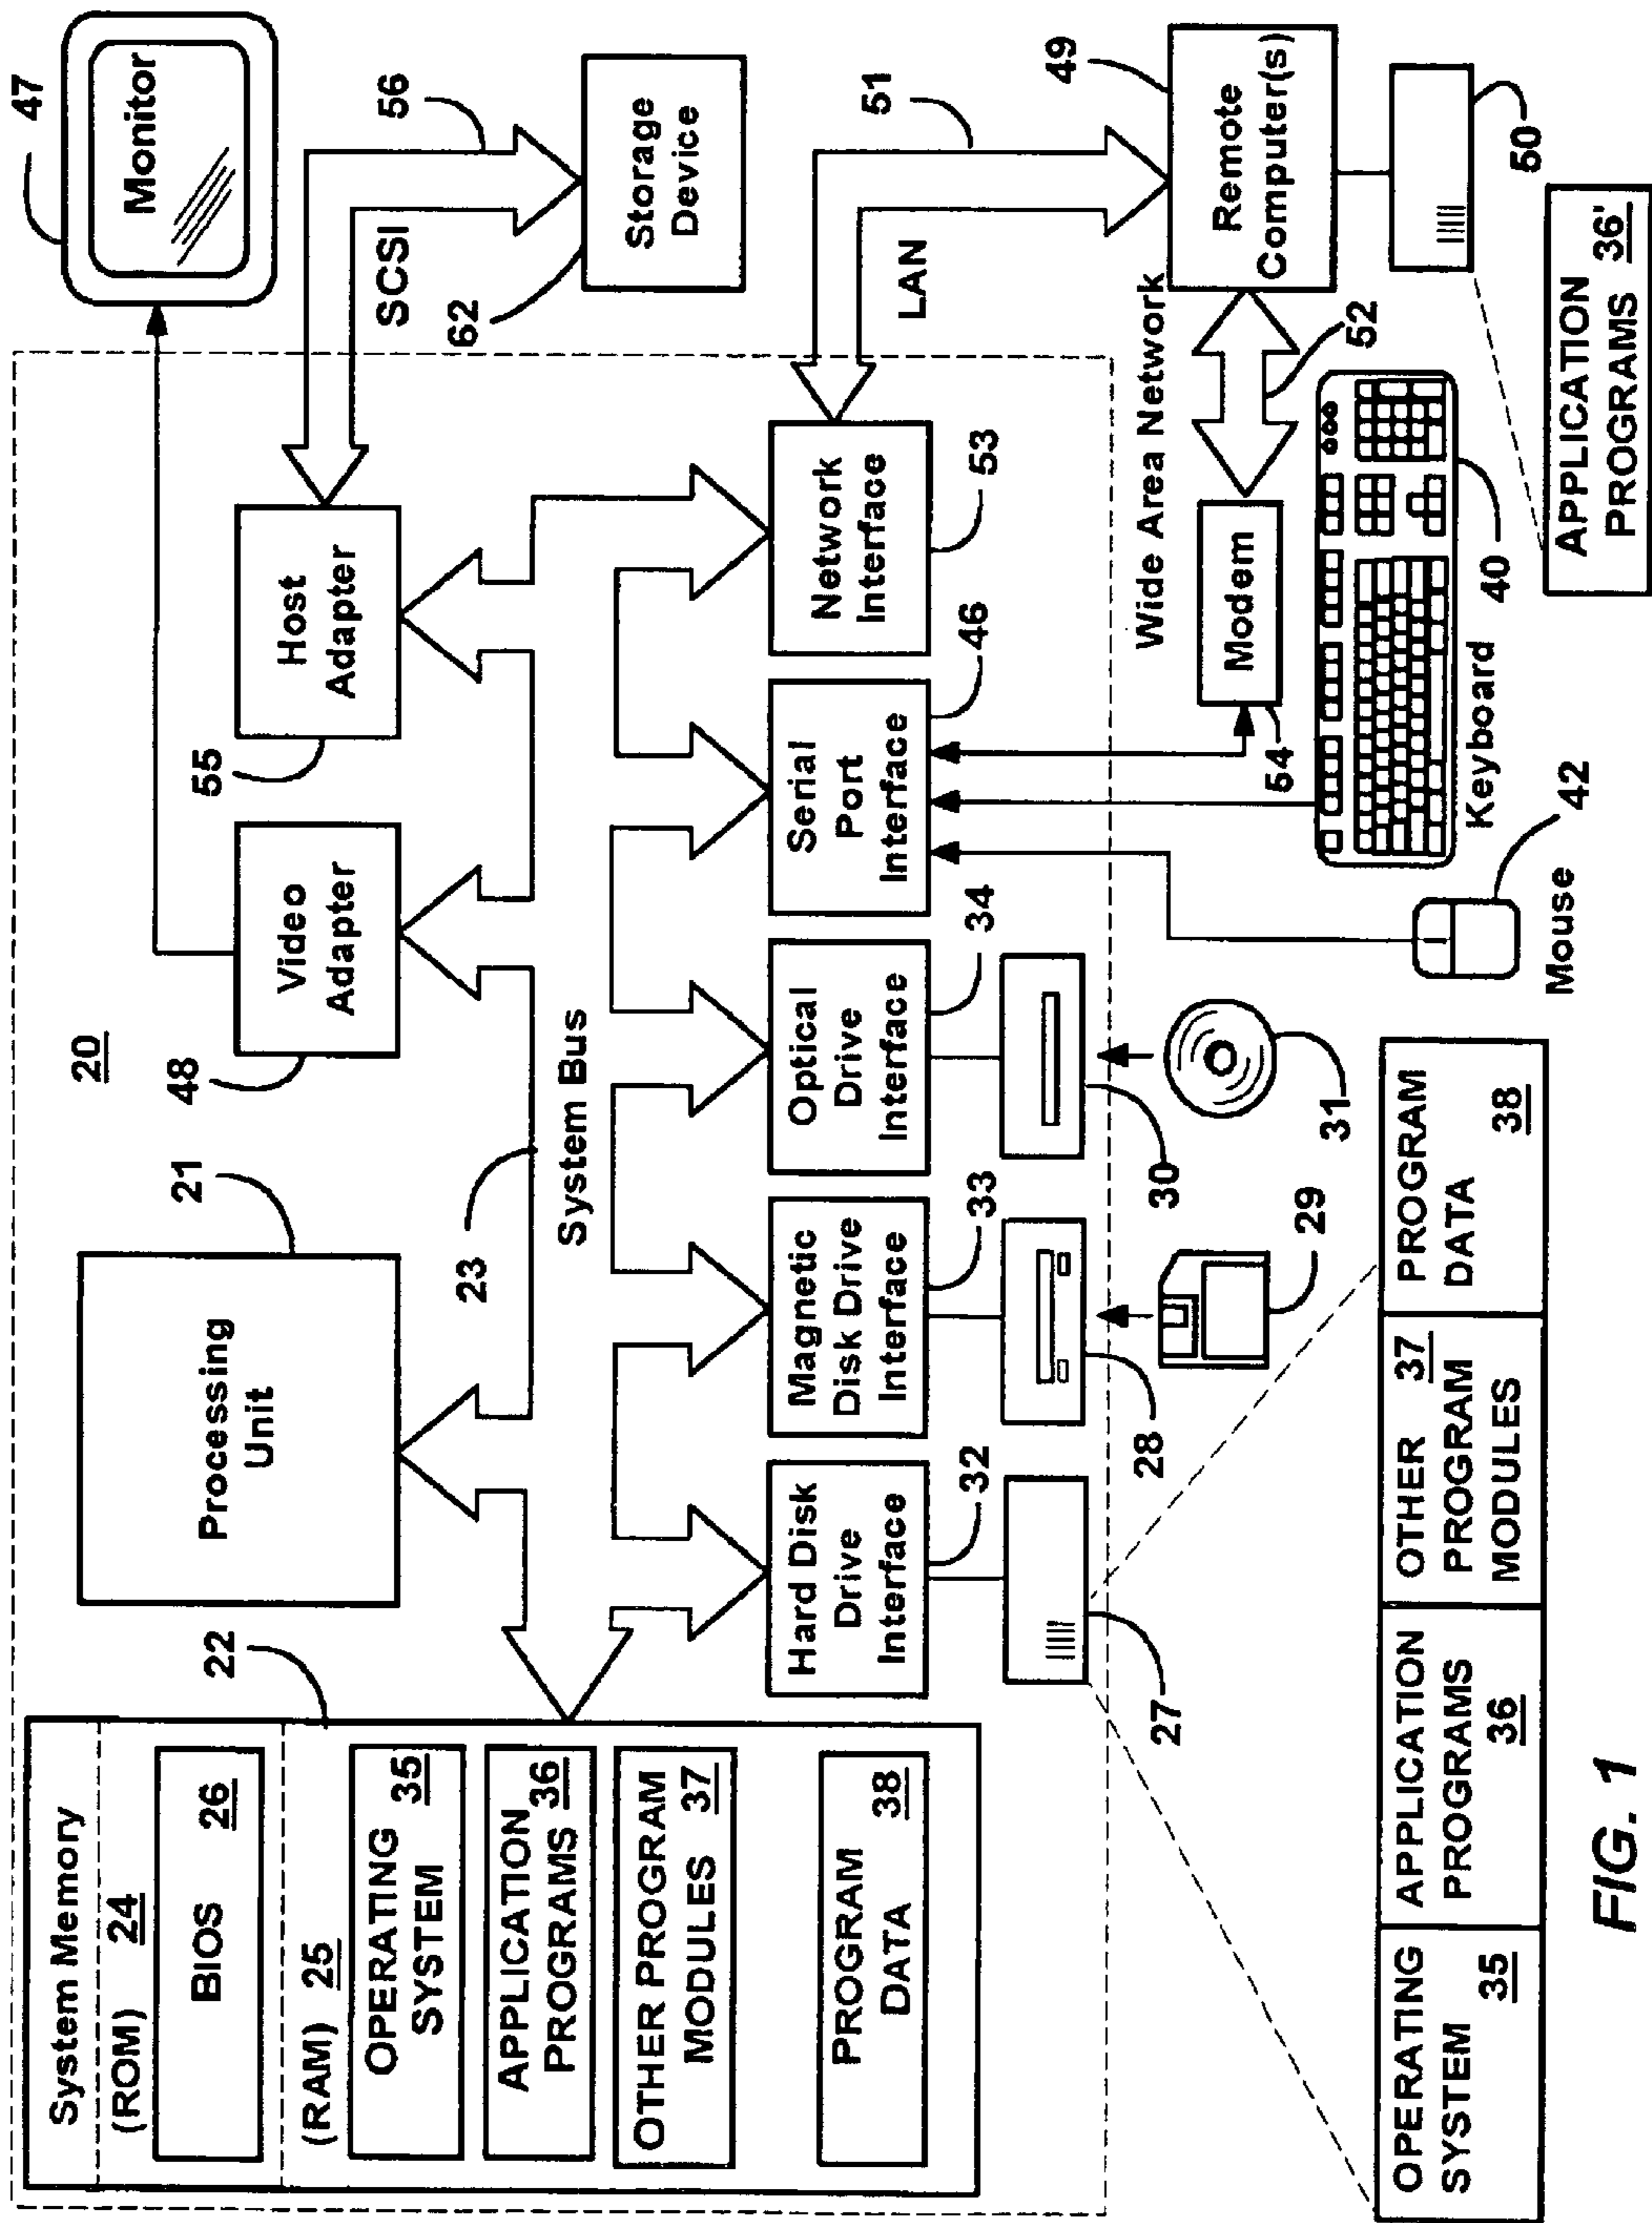 System Memory
(ROM) 24
BIOS 26
(RAM) 25
OPERATING
SYSTEM 35
APPLICATION
PROGRAMS 36
OTHER PROGRAM
MODULES 37
PROGRAM
DATA 38
22
Processing
Unit
21
20
48
Video
Adapter
55
Host
Adapter
47
Monitor
SCSI
56
62
Storage
Device
23
System Bus
Hard Disk
Drive
Interface
32
Magnetic
Disk Drive
Interface
33
Optical
Drive
Interface
34
Serial
Port
Interface
46
Network
Interface
53
LAN
51
27
28
29
30
31
Wide Area Network
Modem
54
52
49
Remote
Computer(s)
50
Keyboard
40
Mouse
42
OPERATING
SYSTEM
35
APPLICATION
PROGRAMS
36
OTHER 37
PROGRAM
MODULES
PROGRAM
DATA
38
APPLICATION
PROGRAMS 36'
FIG. 1